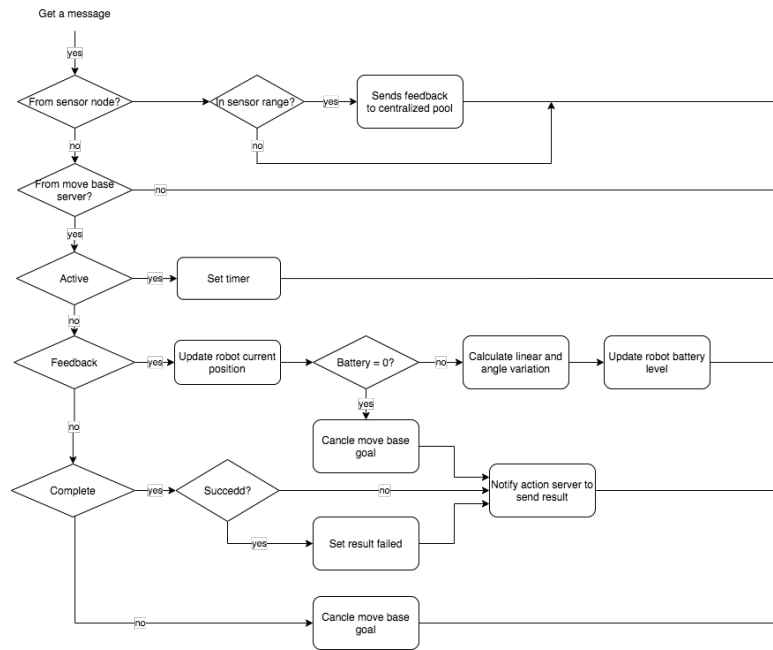 Get a message
yes
From sensor node?
In sensor range?
yes
Sends feedback
to centralized pool
no
no
From move base
server?
no
yes
Active
yes
Set timer
no
Feedback
yes
Update robot current
position
Battery = 0?
no
Calculate linear and
angle variation
Update robot battery
level
yes
no
Cancle move base
goal
Complete
yes
Succedd?
no
Notify action server to
send result
yes
Set result failed
no
Cancle move base
goal